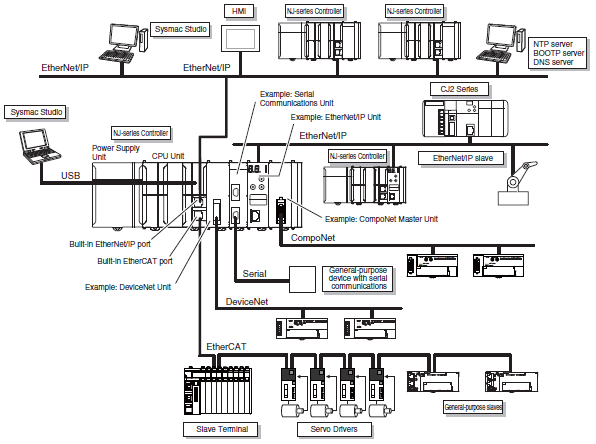 HMI
NJ-series Controller
NJ-series Controller
Sysmac Studio
NTP server
BOOTP server
DNS server
EtherNet/IP
EtherNet/IP
CJ2 Series
Example: Serial
Communications Unit
Sysmac Studio
Example: EtherNet/IP Unit
NJ-series Controller
EtherNet/IP
Power Supply
Unit
CPU Unit
NJ-series Controller
EtherNet/IP slave
USB
Example: CompoNet Master Unit
CompoNet
Built-in EtherNet/IP port
Built-in EtherCAT port
Serial
General-purpose
device with serial
communications
Example: DeviceNet Unit
DeviceNet
EtherCAT
General-purpose slaves
Slave Terminal
Servo Drivers